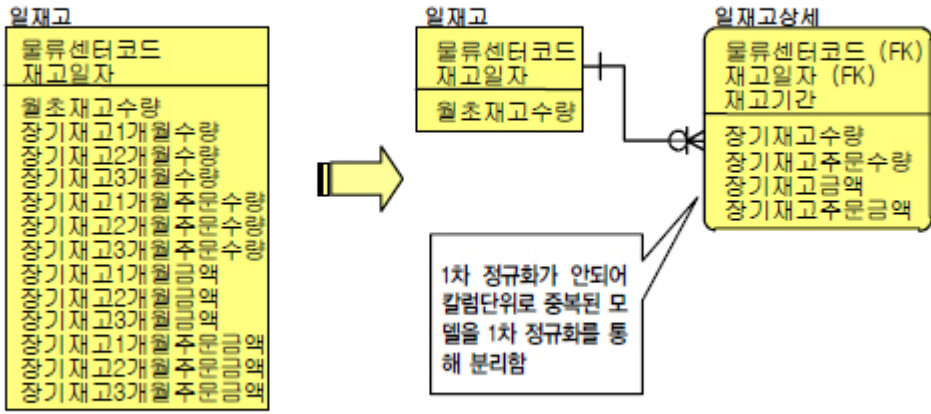 일재고
물류센터코드
재고일자
월초재고수량
장기재고1개월수량
장기재고2개월수량
장기재고3개월수량
장기재고1개월주문수량
장기재고2개월주문수량
장기재고3개월주문수량
장기재고1개월금액
장기재고2개월금액
장기재고3개월금액
장기재고1개월주문금액
장기재고2개월주문금액
장기재고3개월주문금액
일재고
물류센터코드
재고일자
월초재고수량
일재고상세
물류센터코드 (FK)
재고일자 (FK)
재고기간
장기재고수량
장기재고주문수량
장기재고금액
장기재고주문금액
1차 정규화가 안되어
칼럼단위로 중복된 모
델을 1차 정규화를 통
해 분리함